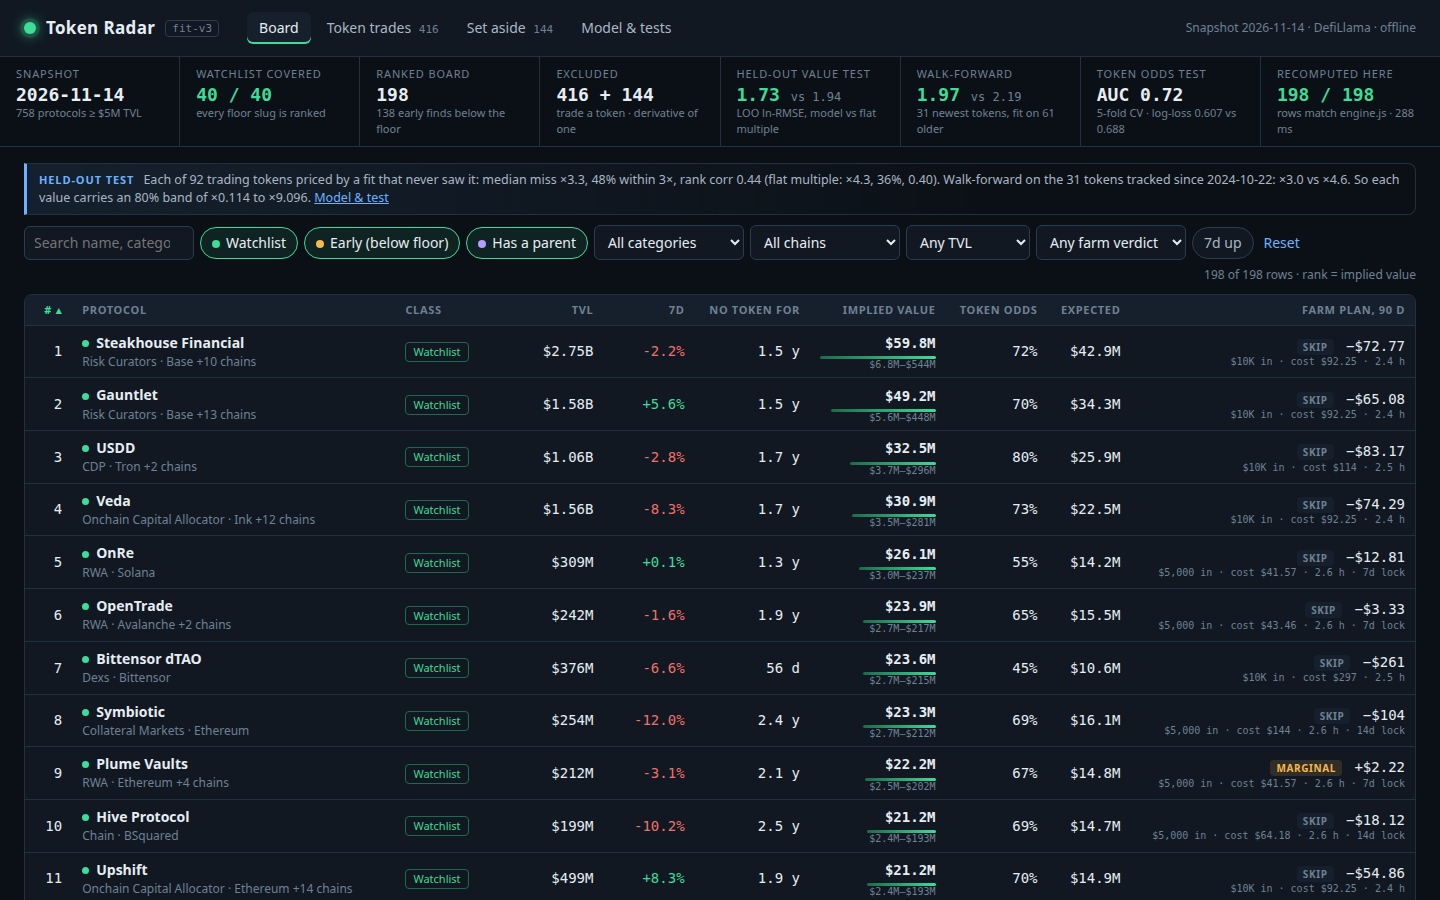 Token Radar fit-v3 Board Token trades 416 Set aside 144 Model & tests Snapshot 2026-11-14 · DefiLlama · offline
SNAPSHOT
2026-11-14
758 protocols ≥ $5M TVL
WATCHLIST COVERED
40 / 40
every floor slug is ranked
RANKED BOARD
198
138 early finds below the
floor
EXCLUDED
416 + 144
trade a token · derivative of
one
HELD-OUT VALUE TEST
1.73 vs 1.94
LOO ln-RMSE, model vs flat
multiple
WALK-FORWARD
1.97 vs 2.19
31 newest tokens, fit on 61
older
TOKEN ODDS TEST
AUC 0.72
5-fold CV · log-loss 0.607 vs
0.688
RECOMPUTED HERE
198 / 198
rows match engine.js · 288
ms
HELD-OUT TEST Each of 92 trading tokens priced by a fit that never saw it: median miss ×3.3, 48% within 3×, rank corr 0.44 (flat multiple: ×4.3, 36%, 0.40). Walk-forward on the 31 tokens tracked since 2024-10-22: ×3.0 vs ×4.6. So each
value carries an 80% band of ×0.114 to ×9.096. Model & test
Search name, catego Watchlist Early (below floor) Has a parent All categories All chains Any TVL Any farm verdict 7d up Reset
198 of 198 rows · rank = implied value
# ▲ PROTOCOL CLASS TVL 7D NO TOKEN FOR IMPLIED VALUE TOKEN ODDS EXPECTED FARM PLAN, 90 D
1 Steakhouse Financial Watchlist $2.75B -2.2% 1.5 y $59.8M 72% $42.9M SKIP −$72.77
Risk Curators · Base +10 chains $6.8M–$544M $10K in · cost $92.25 · 2.4 h
2 Gauntlet Watchlist $1.58B +5.6% 1.5 y $49.2M 70% $34.3M SKIP −$65.08
Risk Curators · Base +13 chains $5.6M–$448M $10K in · cost $92.25 · 2.4 h
3 USDD Watchlist $1.06B -2.8% 1.7 y $32.5M 80% $25.9M SKIP −$83.17
CDP · Tron +2 chains $3.7M–$296M $10K in · cost $114 · 2.5 h
4 Veda Watchlist $1.56B -8.3% 1.7 y $30.9M 73% $22.5M SKIP −$74.29
Onchain Capital Allocator · Ink +12 chains $3.5M–$281M $10K in · cost $92.25 · 2.4 h
5 OnRe Watchlist $309M +0.1% 1.3 y $26.1M 55% $14.2M SKIP −$12.81
RWA · Solana $3.0M–$237M $5,000 in · cost $41.57 · 2.6 h · 7d lock
6 OpenTrade Watchlist $242M -1.6% 1.9 y $23.9M 65% $15.5M SKIP −$3.33
RWA · Avalanche +2 chains $2.7M–$217M $5,000 in · cost $43.46 · 2.6 h · 7d lock
7 Bittensor dTAO Watchlist $376M -6.6% 56 d $23.6M 45% $10.6M SKIP −$261
Dexs · Bittensor $2.7M–$215M $10K in · cost $297 · 2.5 h
8 Symbiotic Watchlist $254M -12.0% 2.4 y $23.3M 69% $16.1M SKIP −$104
Collateral Markets · Ethereum $2.7M–$212M $5,000 in · cost $144 · 2.6 h · 14d lock
9 Plume Vaults Watchlist $212M -3.1% 2.1 y $22.2M 67% $14.8M MARGINAL +$2.22
RWA · Ethereum +4 chains $2.5M–$202M $5,000 in · cost $41.57 · 2.6 h · 7d lock
10 Hive Protocol Watchlist $199M -10.2% 2.5 y $21.2M 69% $14.7M SKIP −$18.12
Chain · BSquared $2.4M–$193M $5,000 in · cost $64.18 · 2.6 h · 14d lock
11 Upshift Watchlist $499M +8.3% 1.9 y $21.2M 70% $14.9M SKIP −$54.86
Onchain Capital Allocator · Ethereum +14 chains $2.4M–$193M $10K in · cost $92.25 · 2.4 h